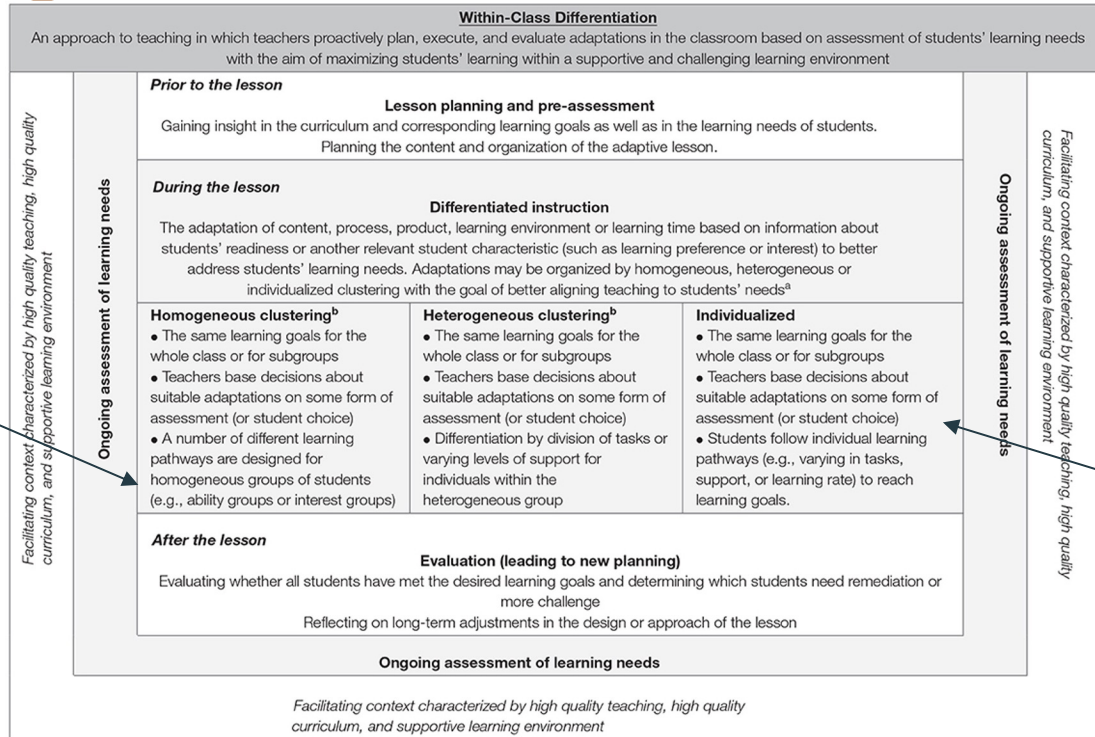 Within-Class Differentiation
An approach to teaching in which teachers proactively plan, execute, and evaluate adaptations in the classroom based on assessment of students' learning needs
with the aim of maximizing students' learning within a supportive and challenging learning environment
Facilitating context characterized by high quality teaching, high quality
curriculum, and supportive learning environment
Ongoing assessment of learning needs
Prior to the lesson
Lesson planning and pre-assessment
Gaining insight in the curriculum and corresponding learning goals as well as in the learning needs of students.
Planning the content and organization of the adaptive lesson.
During the lesson
Differentiated instruction
The adaptation of content, process, product, learning environment or learning time based on information about
students' readiness or another relevant student characteristic (such as learning preference or interest) to better
address students' learning needs. Adaptations may be organized by homogeneous, heterogeneous or
individualized clustering with the goal of better aligning teaching to students' needsᵃ
Homogeneous clusteringᵇ
● The same learning goals for the
whole class or for subgroups
● Teachers base decisions about
suitable adaptations on some form of
assessment (or student choice)
● A number of different learning
pathways are designed for
homogeneous groups of students
(e.g., ability groups or interest groups)
Heterogeneous clusteringᵇ
● The same learning goals for the
whole class or for subgroups
● Teachers base decisions about
suitable adaptations on some form of
assessment (or student choice)
● Differentiation by division of tasks or
varying levels of support for
individuals within the
heterogeneous group
Individualized
● The same learning goals for the
whole class or for subgroups
● Teachers base decisions about
suitable adaptations on some form of
assessment (or student choice)
● Students follow individual learning
pathways (e.g., varying in tasks,
support, or learning rate) to reach
learning goals.
After the lesson
Evaluation (leading to new planning)
Evaluating whether all students have met the desired learning goals and determining which students need remediation or
more challenge
Reflecting on long-term adjustments in the design or approach of the lesson
Ongoing assessment of learning needs
Facilitating context characterized by high quality teaching, high quality
curriculum, and supportive learning environment
Ongoing assessment of learning needs
Facilitating context characterized by high quality teaching, high quality
curriculum, and supportive learning environment